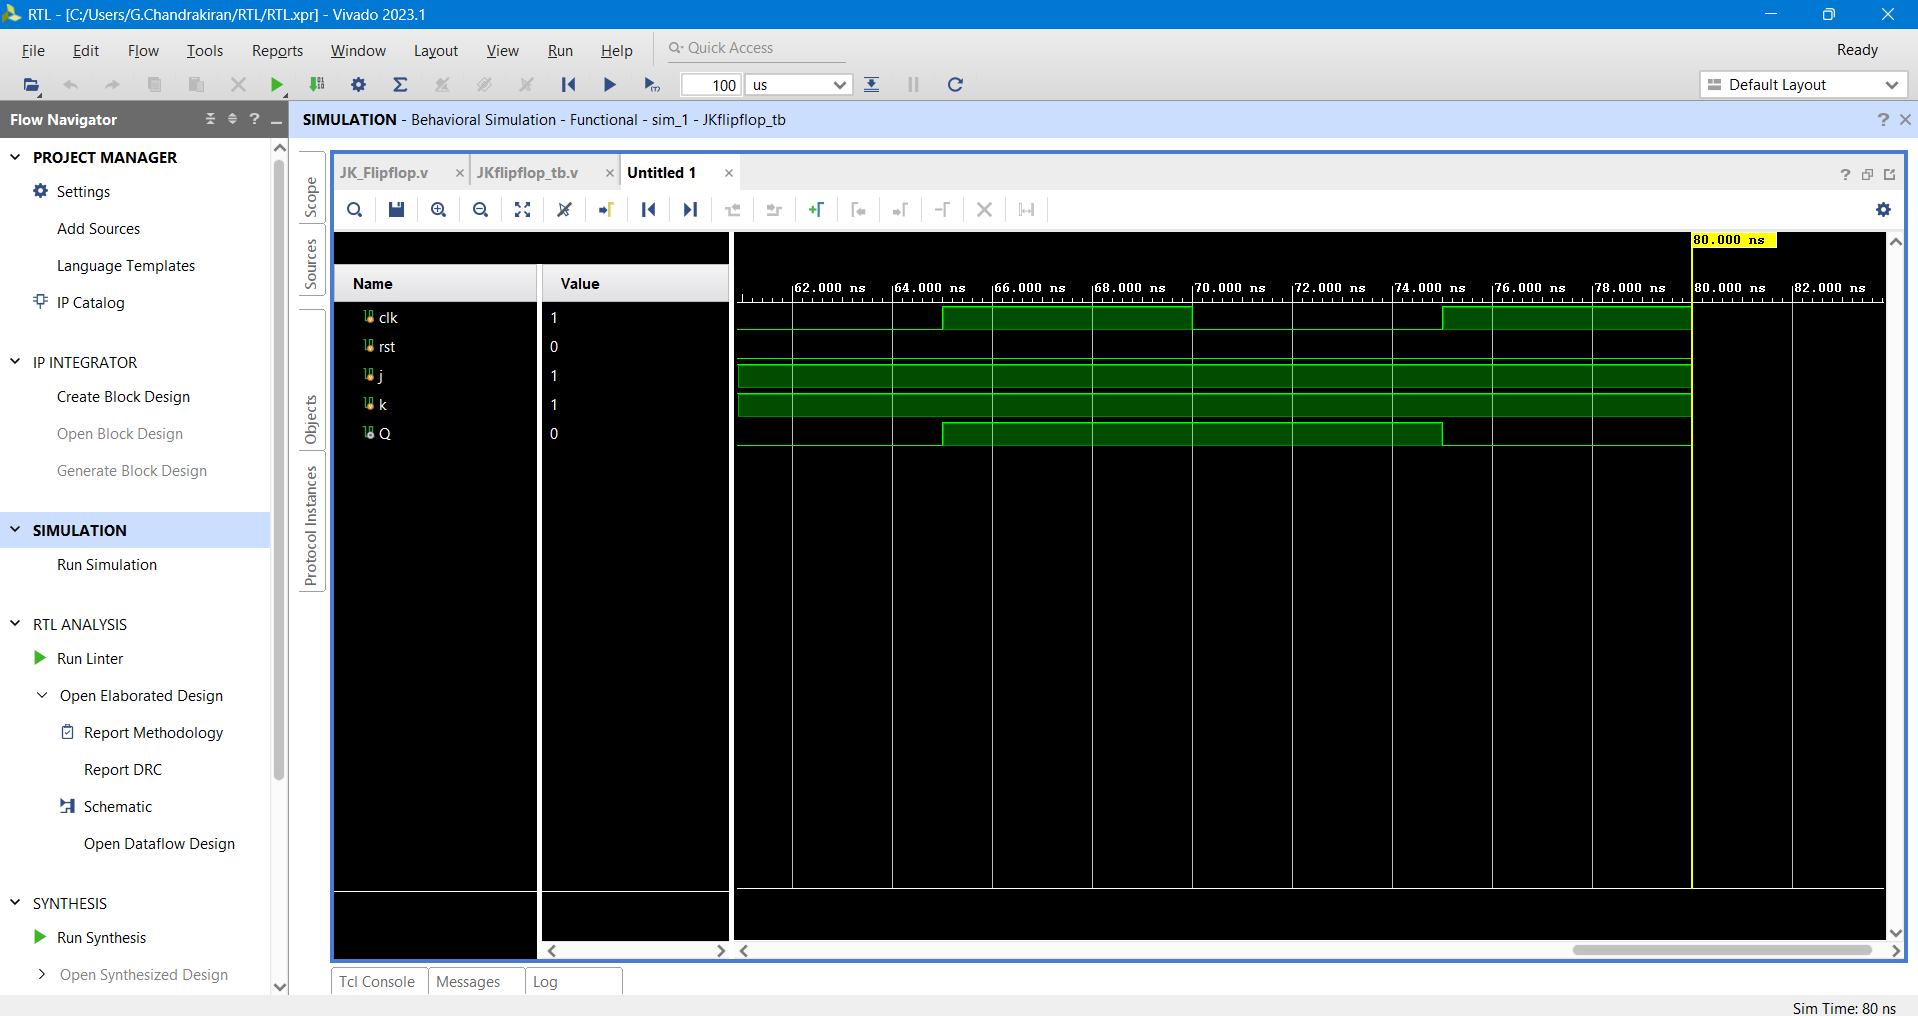 RTL - [C:/Users/G.Chandrakiran/RTL/RTL.xpr] - Vivado 2023.1
File Edit Flow Tools Reports Window Layout View Run Help Quick Access Ready
100 us Default Layout
Flow Navigator
SIMULATION - Behavioral Simulation - Functional - sim_1 - JKflipflop_tb
PROJECT MANAGER
Settings
Add Sources
Language Templates
IP Catalog
IP INTEGRATOR
Create Block Design
Open Block Design
Generate Block Design
SIMULATION
Run Simulation
RTL ANALYSIS
Run Linter
Open Elaborated Design
Report Methodology
Report DRC
Schematic
Open Dataflow Design
SYNTHESIS
Run Synthesis
Open Synthesized Design
Scope
Sources
Objects
Protocol Instances
JK_Flipflop.v JKflipflop_tb.v Untitled 1
80.000 ns
Name Value
62.000 ns 64.000 ns 66.000 ns 68.000 ns 70.000 ns 72.000 ns 74.000 ns 76.000 ns 78.000 ns 80.000 ns 82.000 ns
clk 1
rst 0
j 1
k 1
Q 0
Tcl Console Messages Log
Sim Time: 80 ns